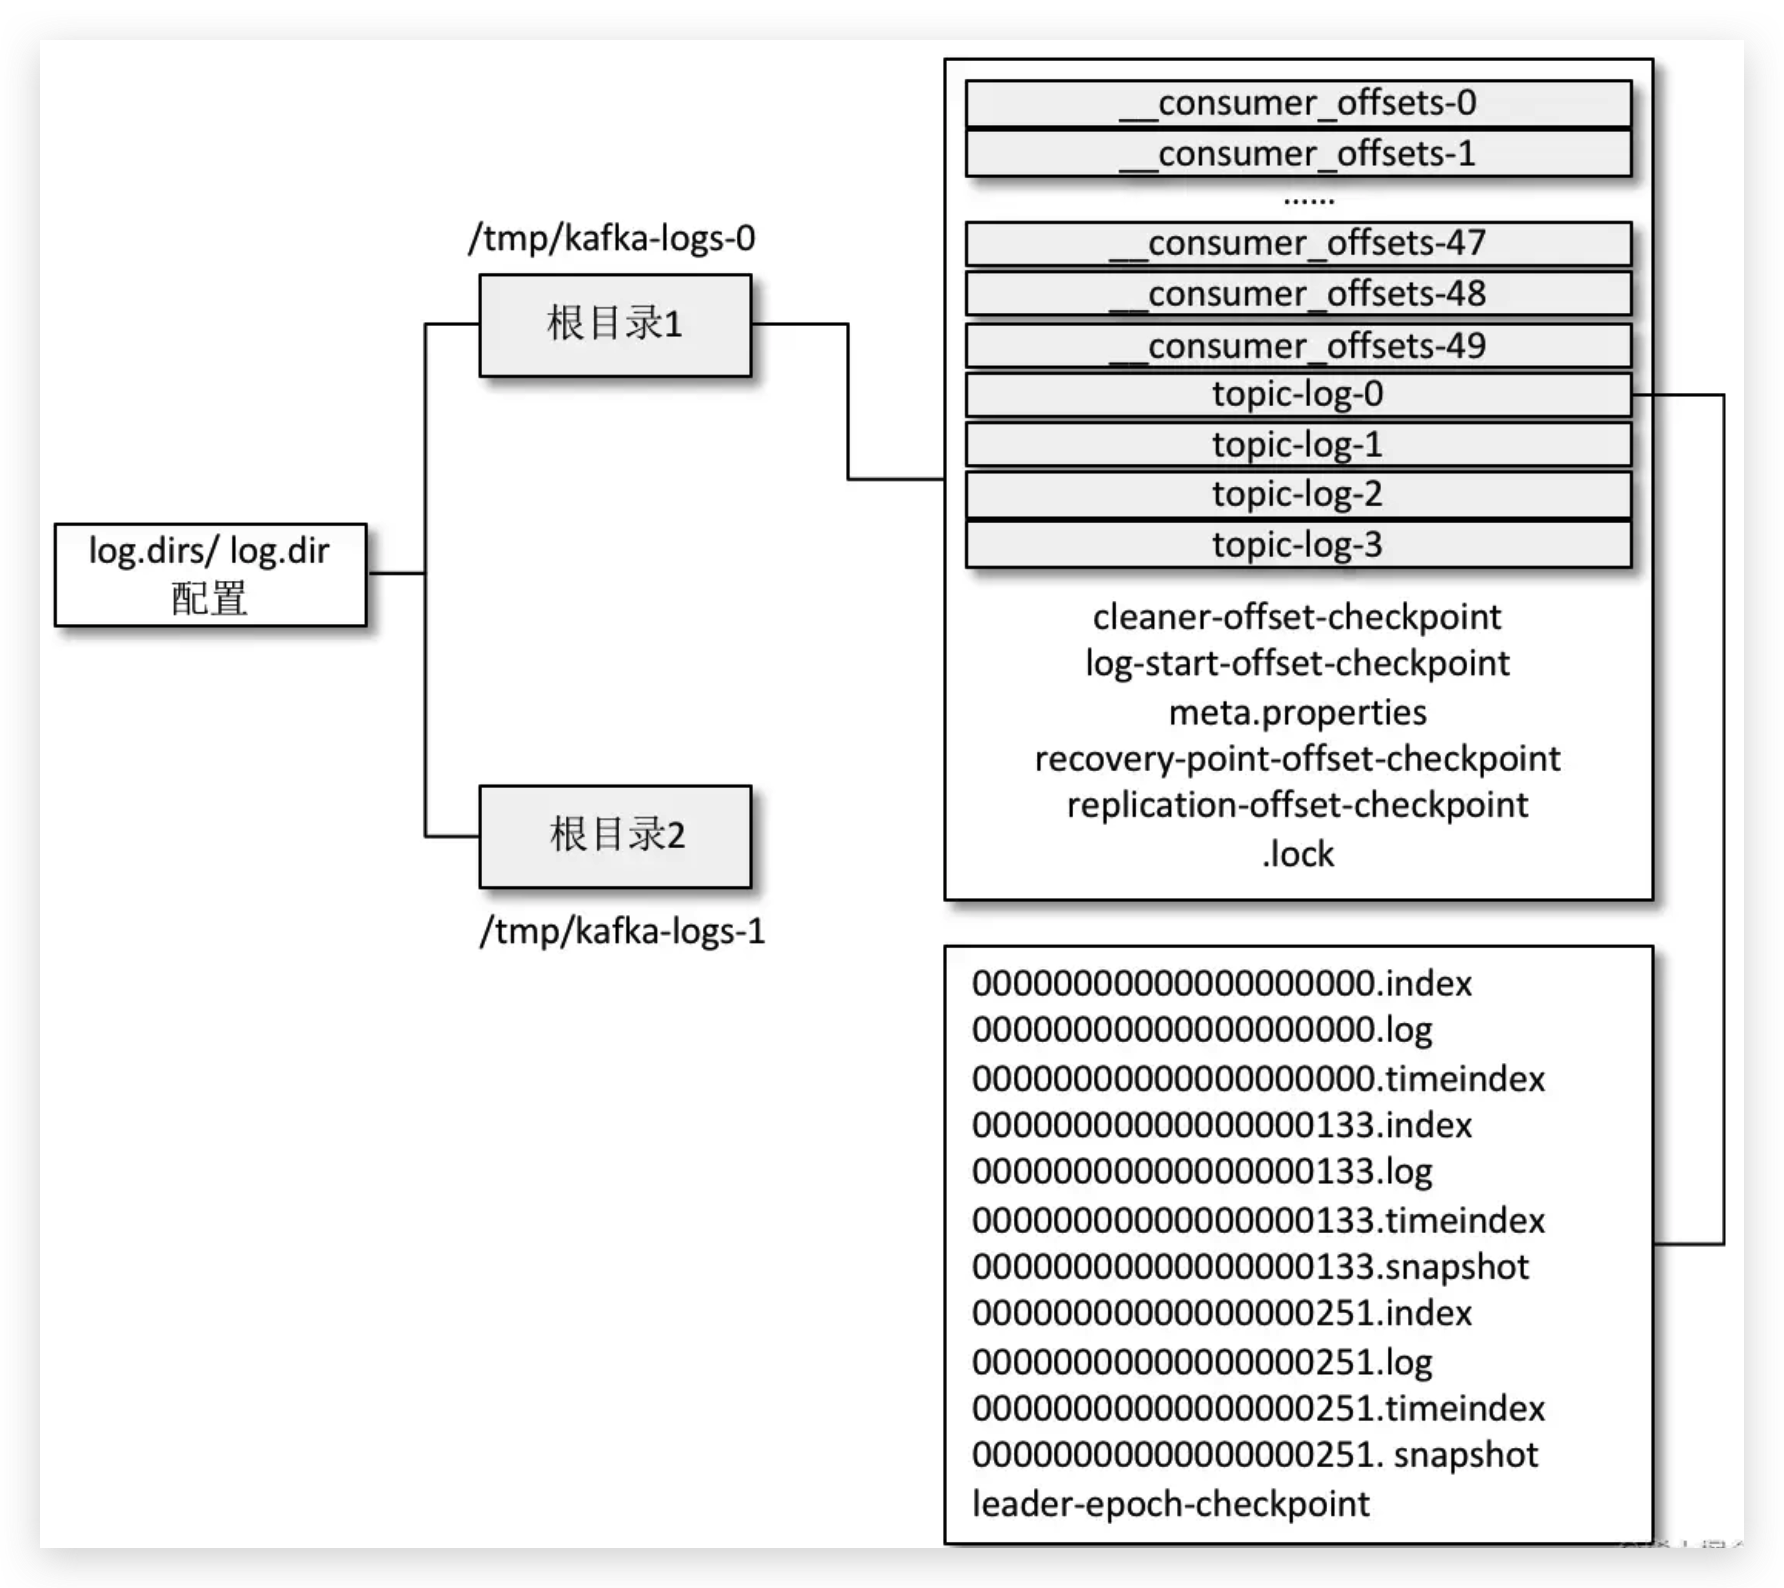 log.dirs/ log.dir
配置
/tmp/kafka-logs-0
根目录1
根目录2
/tmp/kafka-logs-1
__consumer_offsets-0
__consumer_offsets-1
......
__consumer_offsets-47
__consumer_offsets-48
__consumer_offsets-49
topic-log-0
topic-log-1
topic-log-2
topic-log-3
cleaner-offset-checkpoint
log-start-offset-checkpoint
meta.properties
recovery-point-offset-checkpoint
replication-offset-checkpoint
.lock
00000000000000000000.index
00000000000000000000.log
00000000000000000000.timeindex
00000000000000000133.index
00000000000000000133.log
00000000000000000133.timeindex
00000000000000000133.snapshot
00000000000000000251.index
00000000000000000251.log
00000000000000000251.timeindex
00000000000000000251. snapshot
leader-epoch-checkpoint